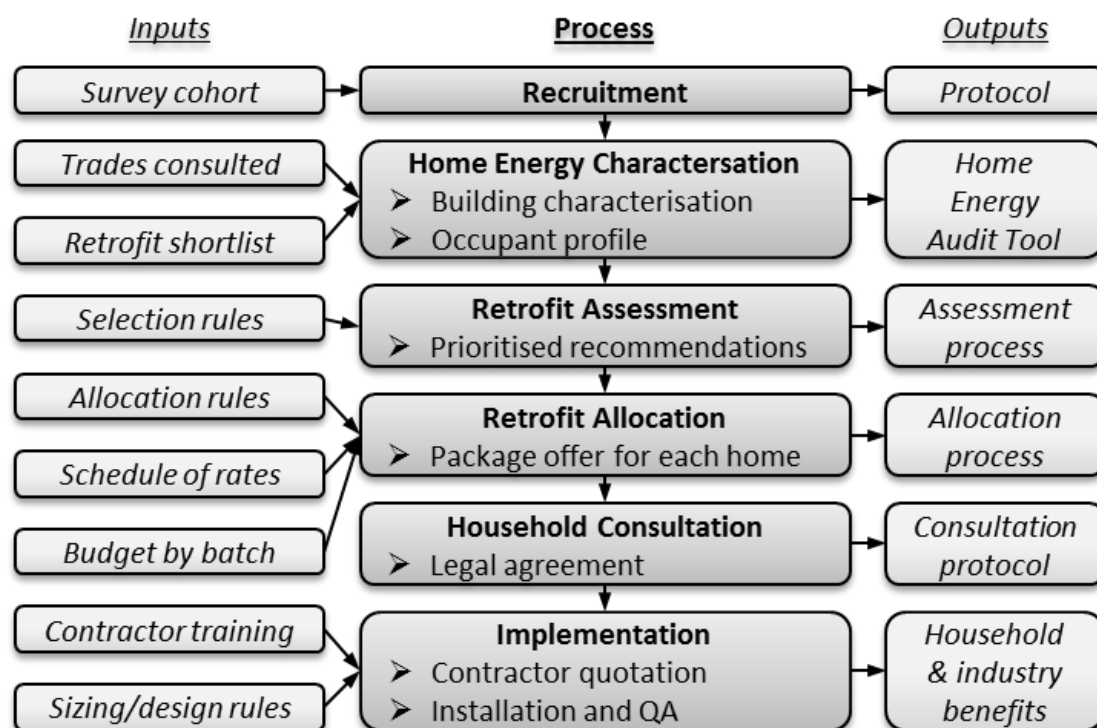 Inputs
Process
Outputs
Survey cohort
Recruitment
Protocol
Trades consulted
Retrofit shortlist
Home Energy Charactersation
➢ Building characterisation
➢ Occupant profile
Home
Energy
Audit Tool
Selection rules
Retrofit Assessment
➢ Prioritised recommendations
Assessment
process
Allocation rules
Schedule of rates
Budget by batch
Retrofit Allocation
➢ Package offer for each home
Allocation
process
Household Consultation
➢ Legal agreement
Consultation
protocol
Contractor training
Sizing/design rules
Implementation
➢ Contractor quotation
➢ Installation and QA
Household
& industry
benefits